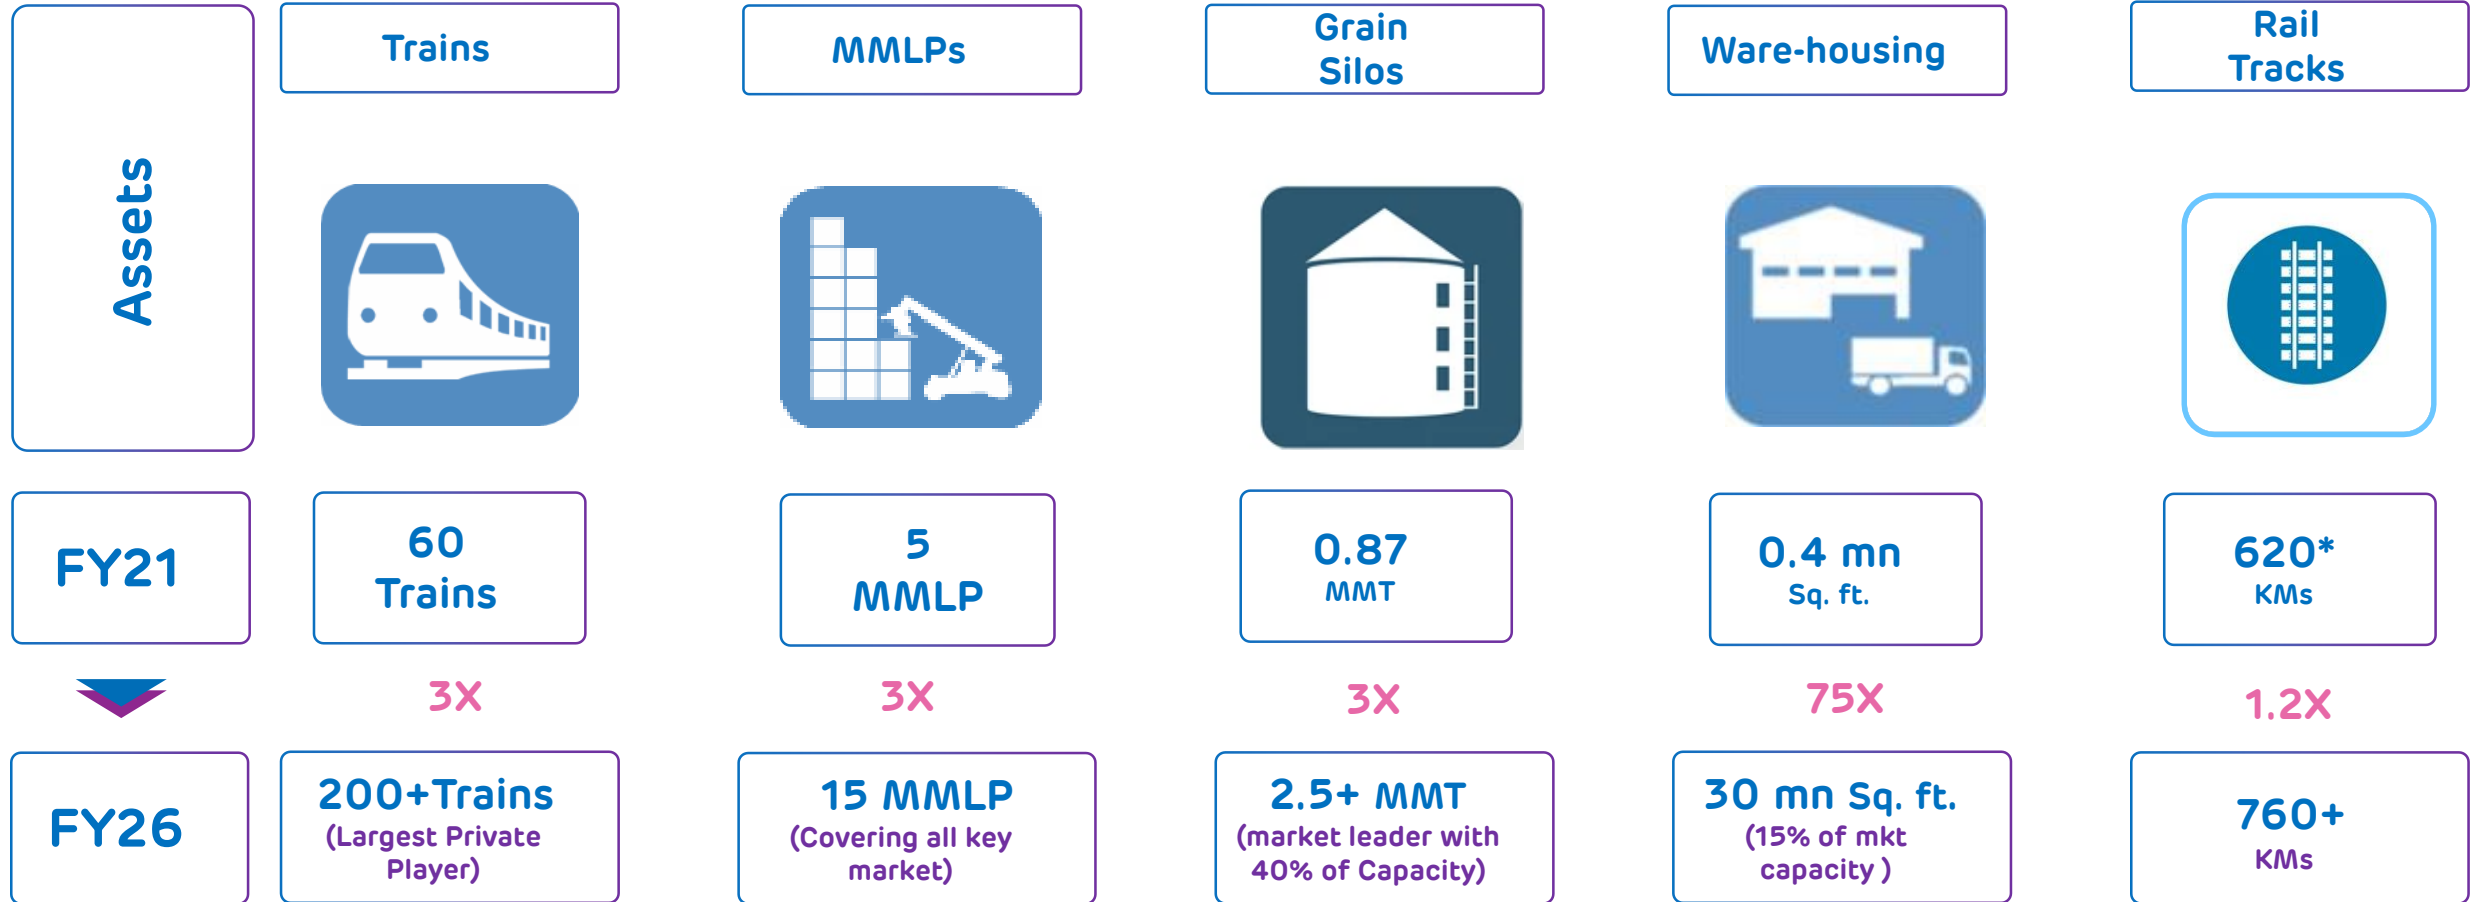 Assets
Trains
MMLPs
Grain
Silos
Ware-housing
Rail
Tracks
FY21
60
Trains
5
MMLP
0.87
MMT
0.4 mn
Sq. ft.
620*
KMs
3X
3X
3X
75X
1.2X
FY26
200+Trains
(Largest Private
Player)
15 MMLP
(Covering all key
market)
2.5+ MMT
(market leader with
40% of Capacity)
30 mn Sq. ft.
(15% of mkt
capacity )
760+
KMs